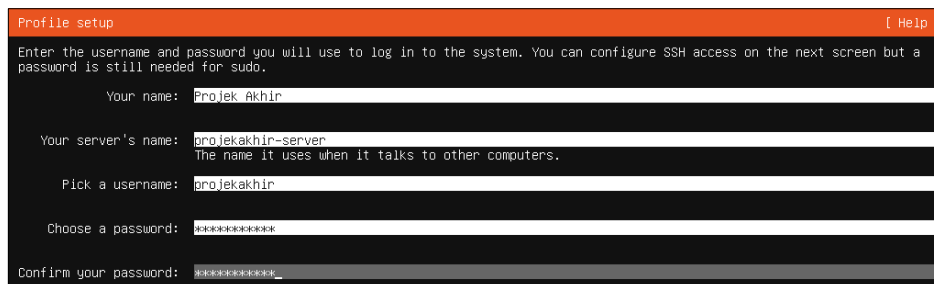 Profile setup [ Help
Enter the username and password you will use to log in to the system. You can configure SSH access on the next screen but a
password is still needed for sudo.
Your name: Projek Akhir
Your server's name: projekakhir-server
The name it uses when it talks to other computers.
Pick a username: projekakhir
Choose a password: ***********
Confirm your password: ***********_